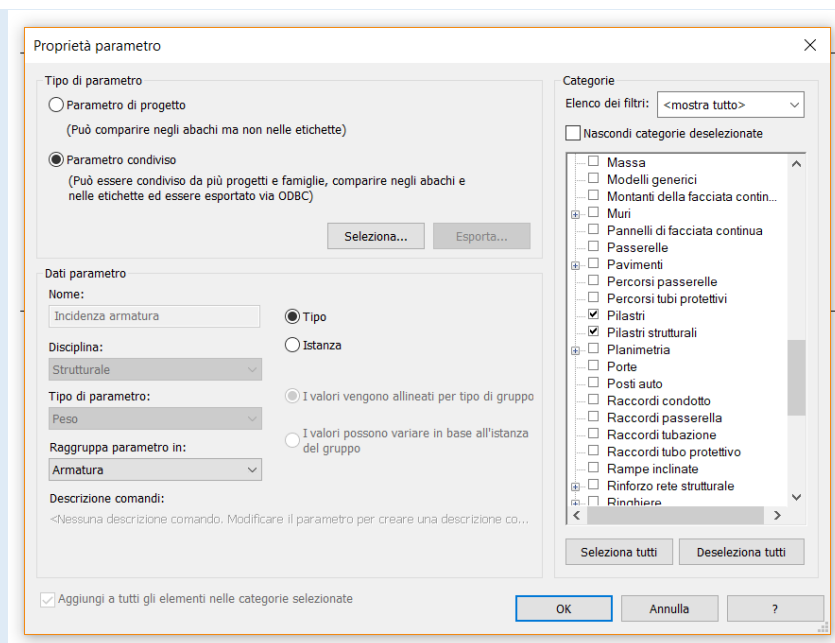 Proprietà parametro
Tipo di parametro
Parametro di progetto
(Può comparire negli abachi ma non nelle etichette)
Parametro condiviso
(Può essere condiviso da più progetti e famiglie, comparire negli abachi e
nelle etichette ed essere esportato via ODBC)
Seleziona...
Esporta...
Dati parametro
Nome:
Incidenza armatura
Disciplina:
Strutturale
Tipo di parametro:
Peso
Raggruppa parametro in:
Armatura
Descrizione comandi:
<Nessuna descrizione comando. Modificare il parametro per creare una descrizione co...
Tipo
Istanza
I valori vengono allineati per tipo di gruppo
I valori possono variare in base all'istanza
del gruppo
Aggiungi a tutti gli elementi nelle categorie selezionate
Categorie
Elenco dei filtri:
<mostra tutto>
Nascondi categorie deselezionate
Massa
Modelli generici
Montanti della facciata contin...
Muri
Pannelli di facciata continua
Passerelle
Pavimenti
Percorsi passerelle
Percorsi tubi protettivi
Pilastri
Pilastri strutturali
Planimetria
Porte
Posti auto
Raccordi condotto
Raccordi passerella
Raccordi tubazione
Raccordi tubo protettivo
Rampe inclinate
Rinforzo rete strutturale
Ringhiere
Seleziona tutti
Deseleziona tutti
OK
Annulla
?